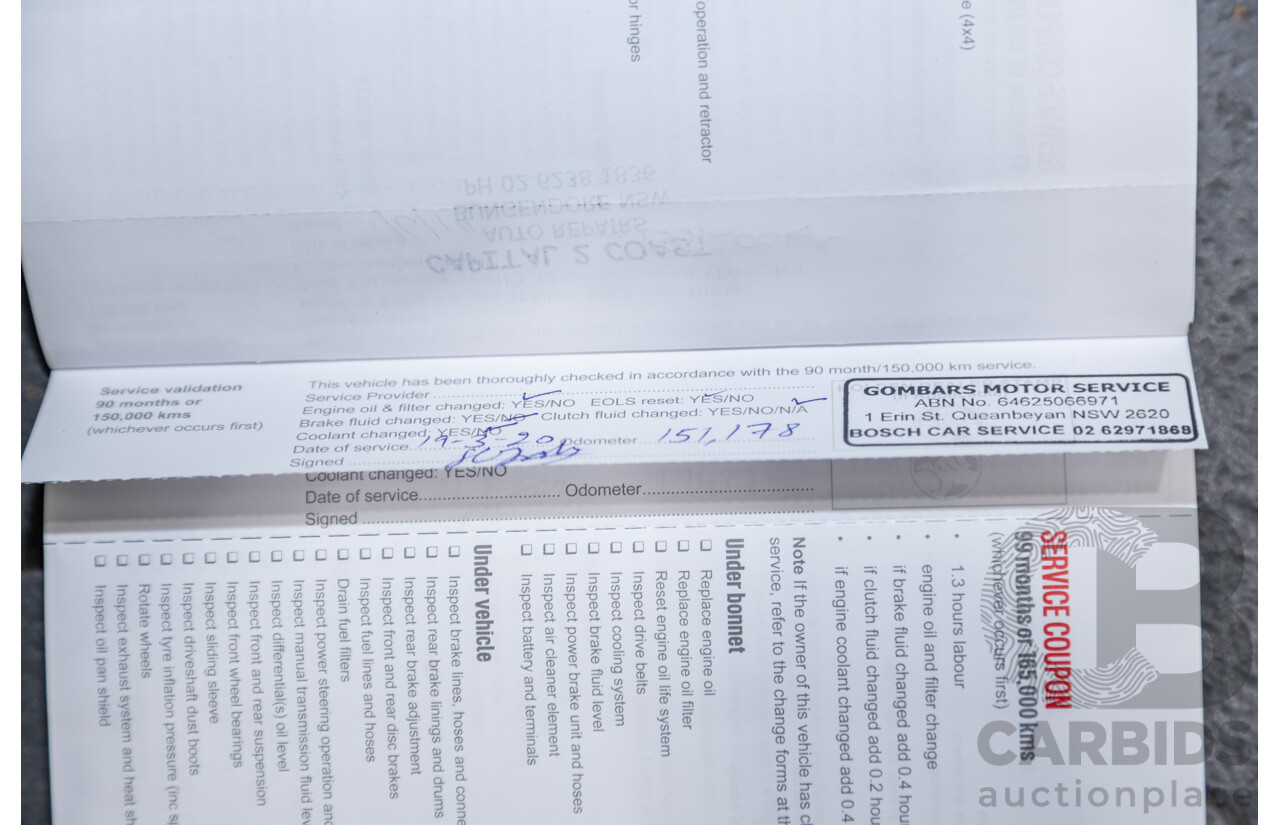 e (4x4)
operation and retractor
or hinges
PH 02 6238 1836
BUNGENDORE NSW
AUTO REPAIRS
CAPITAL 2 COAST
Service validation
90 months or
150,000 kms
(whichever occurs first)
This vehicle has been thoroughly checked in accordance with the 90 month/150,000 km service.
Service Provider
Engine oil & filter changed: YES/NO EOLS reset: YES/NO
Brake fluid changed: YES/NO Clutch fluid changed: YES/NO/N/A
Coolant changed: YES/NO
Date of service 19-3-20 Odometer 151,178
Signed
GOMBARS MOTOR SERVICE
ABN No. 64625066971
1 Erin St. Queanbeyan NSW 2620
BOSCH CAR SERVICE 02 62971868
Coolant changed: YES/NO
Date of service Odometer
Signed
SERVICE COUPON
99 months or 165,000 kms
(whichever occurs first)
• 1.3 hours labour
• engine oil and filter change
• if brake fluid changed add 0.4 hou
• if clutch fluid changed add 0.2 hou
• if engine coolant changed add 0.4
Note If the owner of this vehicle has c
service, refer to the change forms at th
Under bonnet
❑ Replace engine oil
❑ Replace engine oil filter
❑ Reset engine oil life system
❑ Inspect drive belts
❑ Inspect cooling system
❑ Inspect brake fluid level
❑ Inspect power brake unit and hoses
❑ Inspect air cleaner element
❑ Inspect battery and terminals
Under vehicle
❑ Inspect brake lines, hoses and conne
❑ Inspect rear brake linings and drums
❑ Inspect rear brake adjustment
❑ Inspect front and rear disc brakes
❑ Inspect fuel lines and hoses
❑ Drain fuel filters
❑ Inspect power steering operation and
❑ Inspect manual transmission fluid lev
❑ Inspect differential(s) oil level
❑ Inspect front and rear suspension
❑ Inspect front wheel bearings
❑ Inspect sliding sleeve
❑ Inspect driveshaft dust boots
❑ Inspect tyre inflation pressure (inc sp
❑ Rotate wheels
❑ Inspect exhaust system and heat sh
❑ Inspect oil pan shield
CARBIDS
auctionplace